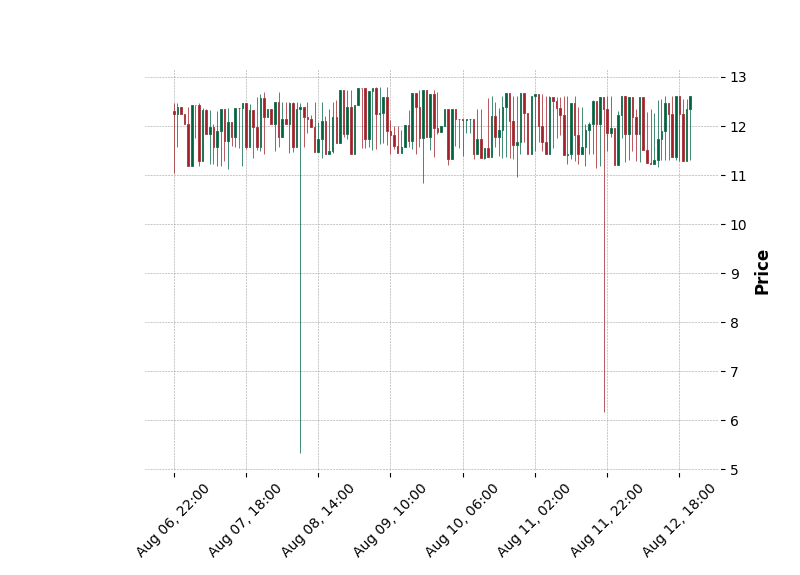 13
12
11
10
9
8
7
6
5
Price
Aug 06, 22:00
Aug 07, 18:00
Aug 08, 14:00
Aug 09, 10:00
Aug 10, 06:00
Aug 11, 02:00
Aug 11, 22:00
Aug 12, 18:00